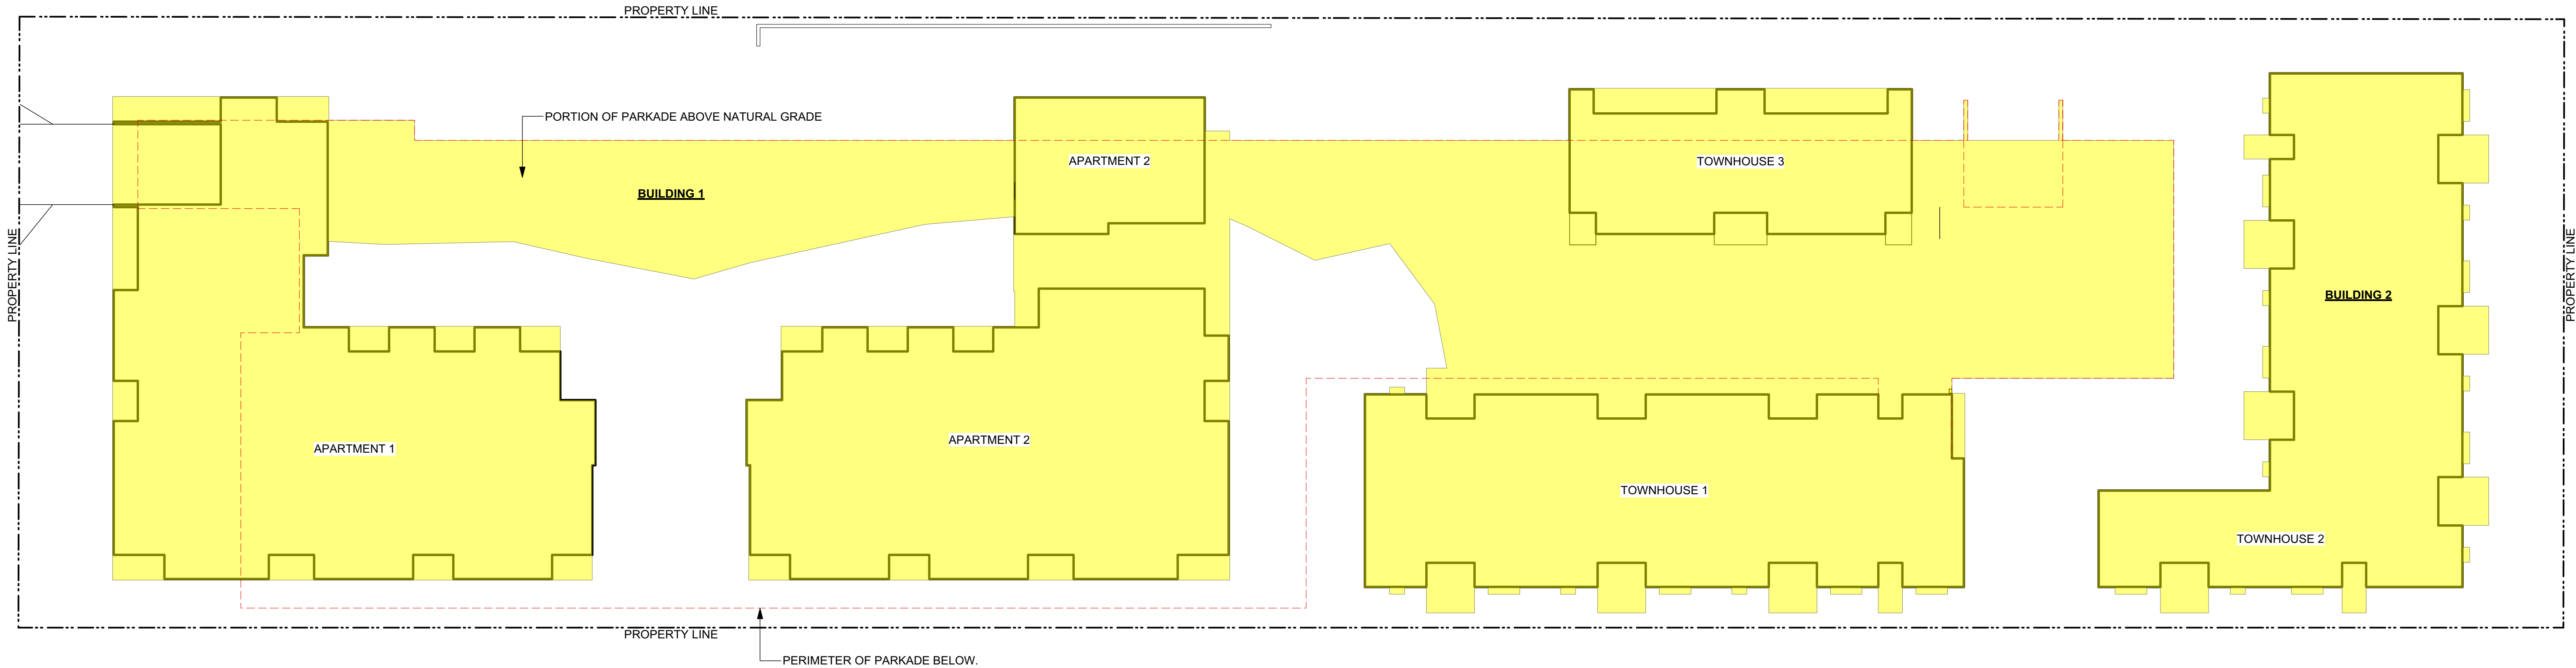 PROPERTY LINE
PORTION OF PARKADE ABOVE NATURAL GRADE
APARTMENT 2
TOWNHOUSE 3
BUILDING 1
PROPERTY LINE
PROPERTY LINE
BUILDING 2
APARTMENT 1
APARTMENT 2
TOWNHOUSE 1
TOWNHOUSE 2
PROPERTY LINE
PERIMETER OF PARKADE BELOW.